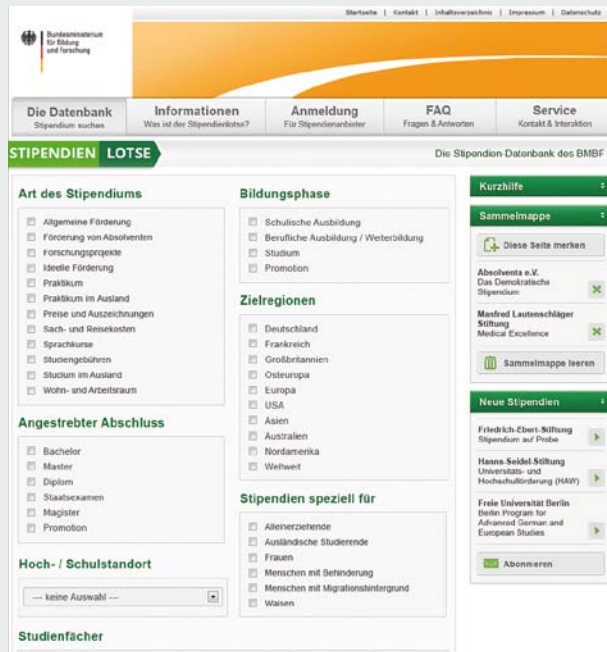 Startseite | Kontakt | Inhaltsverzeichnis | Impressum | Datenschutz
Bundesministerium
für Bildung
und Forschung
Die Datenbank
Stipendium suchen
Informationen
Was ist der Stipendienlotse?
Anmeldung
Für Stipendienanbieter
FAQ
Fragen & Antworten
Service
Kontakt & Interaktion
STIPENDIEN LOTSE
Die Stipendien-Datenbank des BMBF
Art des Stipendiums
Allgemeine Förderung
Förderung von Absolventen
Forschungsprojekte
Ideelle Förderung
Praktikum
Praktikum im Ausland
Preise und Auszeichnungen
Sach- und Reisekosten
Sprachkurse
Studiengebühren
Studium im Ausland
Wohn- und Arbeitsraum
Angestrebter Abschluss
Bachelor
Master
Diplom
Staatsexamen
Magister
Promotion
Hoch- / Schulstandort
--- keine Auswahl ---
Studienfächer
Bildungsphase
Schulische Ausbildung
Berufliche Ausbildung / Weiterbildung
Studium
Promotion
Zielregionen
Deutschland
Frankreich
Großbritannien
Osteuropa
Europa
USA
Asien
Australien
Nordamerika
Weltweit
Stipendien speziell für
Alleinerziehende
Ausländische Studierende
Frauen
Menschen mit Behinderung
Menschen mit Migrationshintergrund
Waisen
Kurzhilfe
Sammelmappe
Diese Seite merken
Absolventa e.V.
Das Demokratische
Stipendium
Manfred Lautenschläger
Stiftung
Medical Excellence
Sammelmappe leeren
Neue Stipendien
Friedrich-Ebert-Stiftung
Stipendium auf Probe
Hanns-Seidel-Stiftung
Universitäts- und
Hochschulförderung (HAW)
Freie Universität Berlin
Berlin Program for
Advanced German and
European Studies
Abonnieren